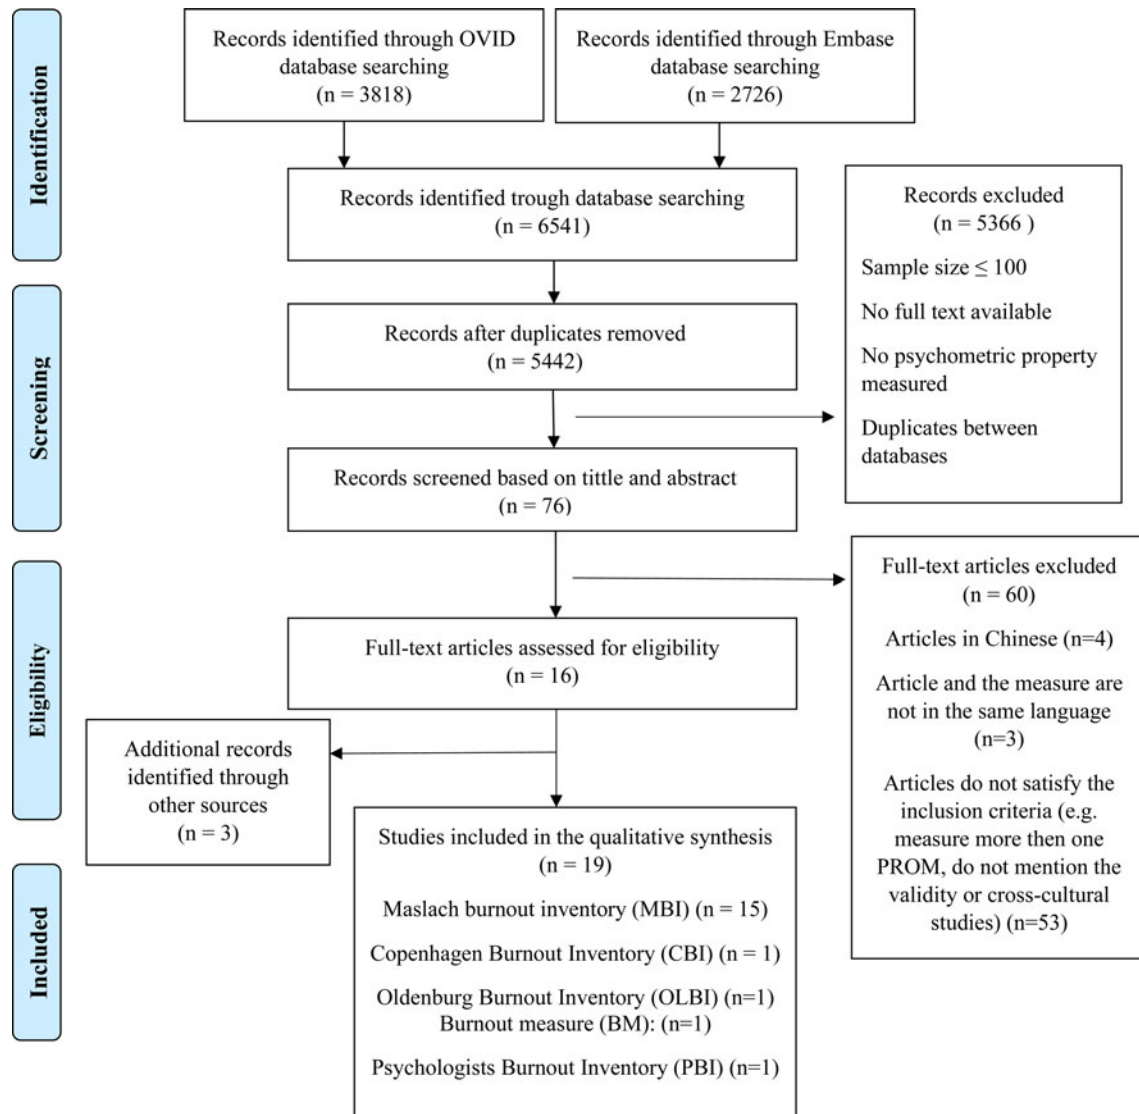 Identification
Records identified through OVID
database searching
(n = 3818)
Records identified through Embase
database searching
(n = 2726)
Records identified trough database searching
(n = 6541)
Records excluded
(n = 5366 )
Sample size ≤ 100
No full text available
No psychometric property
measured
Duplicates between
databases
Screening
Records after duplicates removed
(n = 5442)
Records screened based on tittle and abstract
(n = 76)
Eligibility
Full-text articles assessed for eligibility
(n = 16)
Full-text articles excluded
(n = 60)
Articles in Chinese (n=4)
Article and the measure are
not in the same language
(n=3)
Articles do not satisfy the
inclusion criteria (e.g.
measure more then one
PROM, do not mention the
validity or cross-cultural
studies) (n=53)
Additional records
identified through
other sources
(n = 3)
Included
Studies included in the qualitative synthesis
(n = 19)
Maslach burnout inventory (MBI) (n = 15)
Copenhagen Burnout Inventory (CBI) (n = 1)
Oldenburg Burnout Inventory (OLBI) (n=1)
Burnout measure (BM): (n=1)
Psychologists Burnout Inventory (PBI) (n=1)